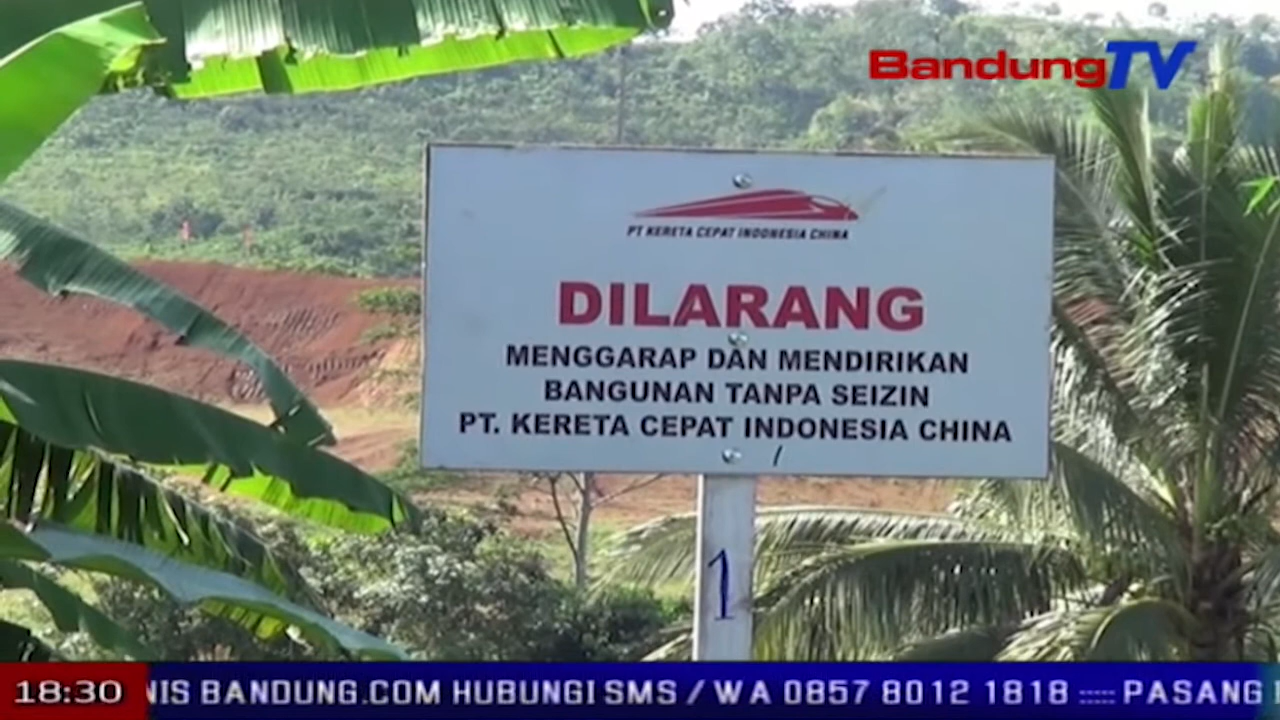 BandungTV
PT KERETA CEPAT INDONESIA CHINA
DILARANG
MENGGARAP DAN MENDIRIKAN
BANGUNAN TANPA SEIZIN
PT. KERETA CEPAT INDONESIA CHINA
/
1
18:30 NIS BANDUNG.COM HUBUNGI SMS / WA 0857 8012 1818 ::::: PASANG